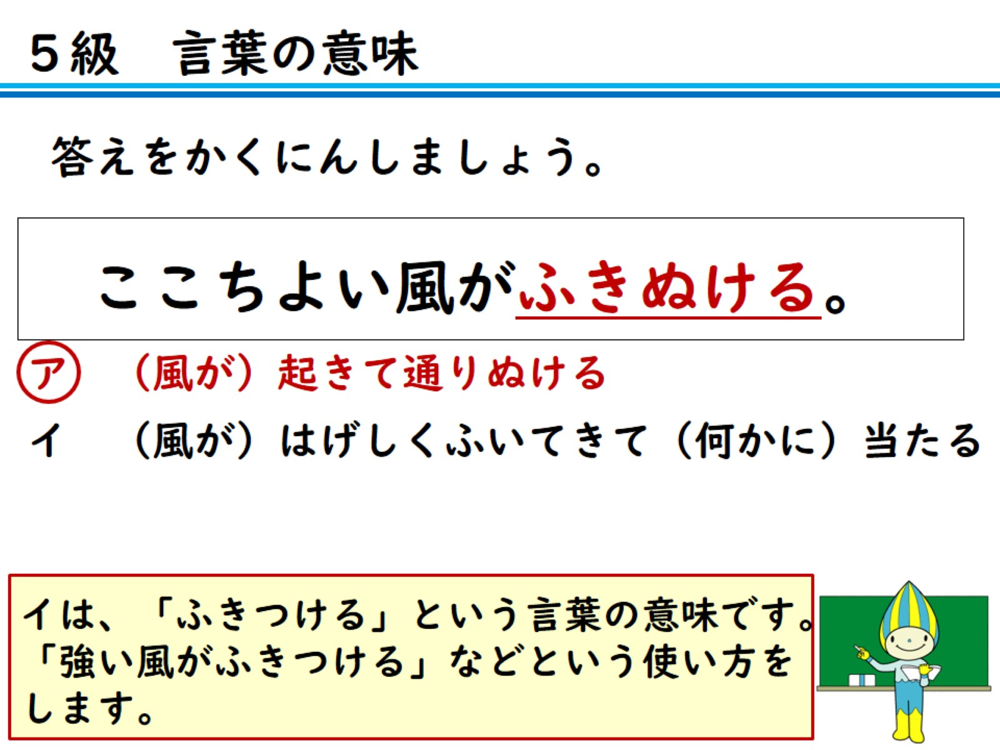 ５級　言葉の意味
答えをかくにんしましょう。
ここちよい風がふきぬける。
ア　（風が）起きて通りぬける
イ　（風が）はげしくふいてきて（何かに）当たる
イは、「ふきつける」という言葉の意味です。
「強い風がふきつける」などという使い方を
します。